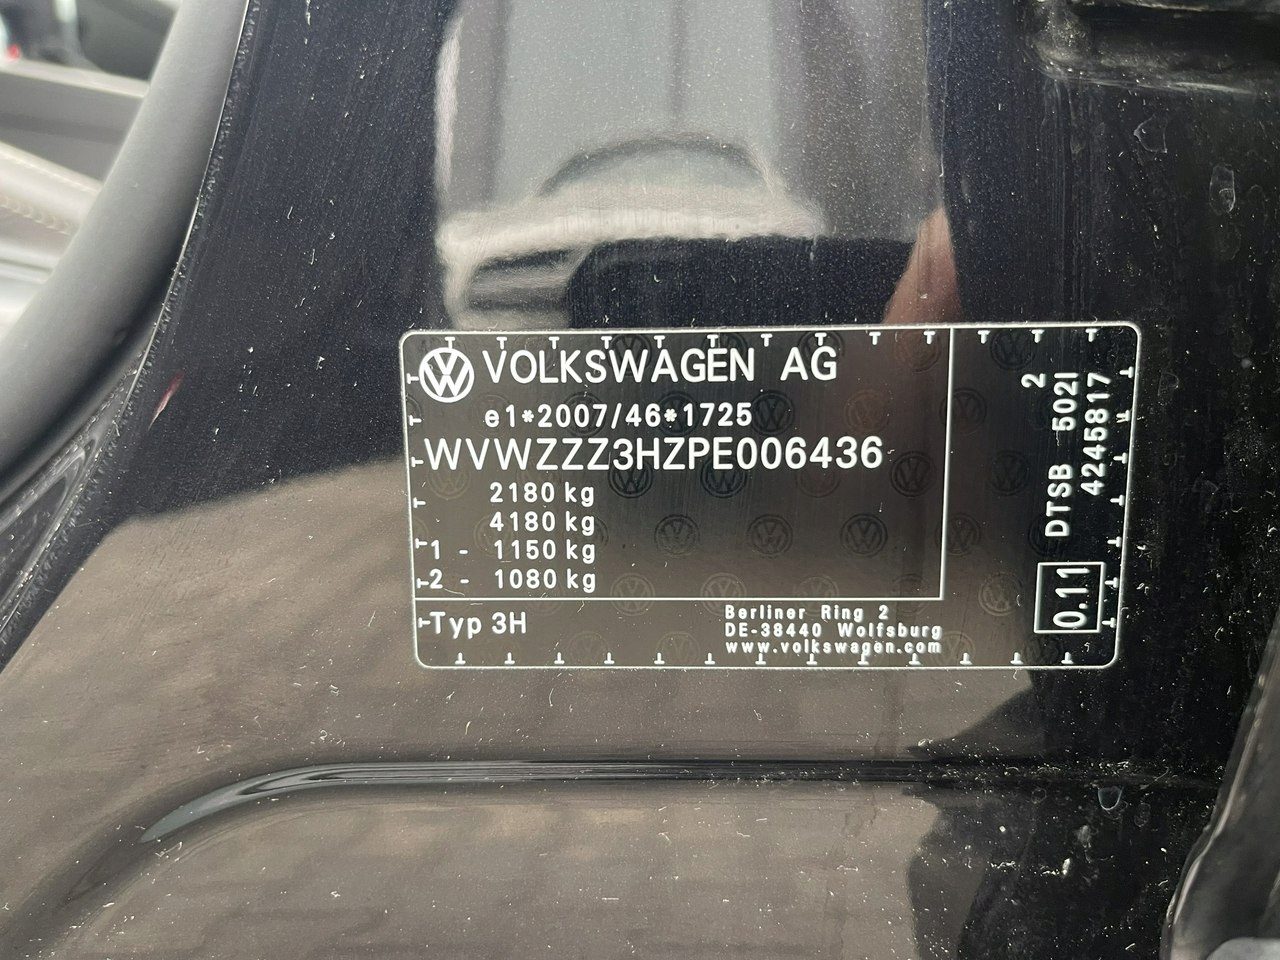 VOLKSWAGEN AG
e1*2007/46*1725
WVWZZZ3HZPE006436
2180 kg
4180 kg
1 - 1150 kg
2 - 1080 kg
Typ 3H
Berliner Ring 2
DE-38440 Wolfsburg
www.volkswagen.com
2
DTSB 502I
4245817
0.11